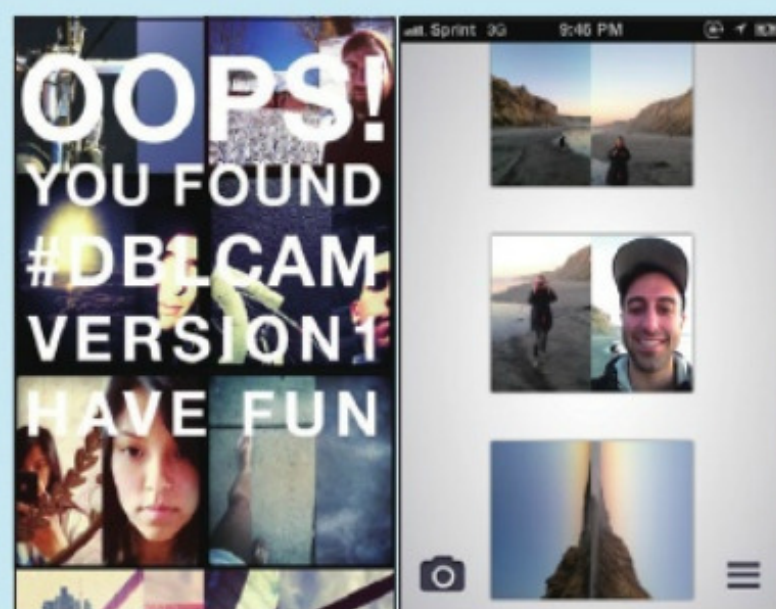 OOPS!
YOU FOUND
#DBLCAM
VERSION1
HAVE FUN
Sprint 3G 9:46 PM